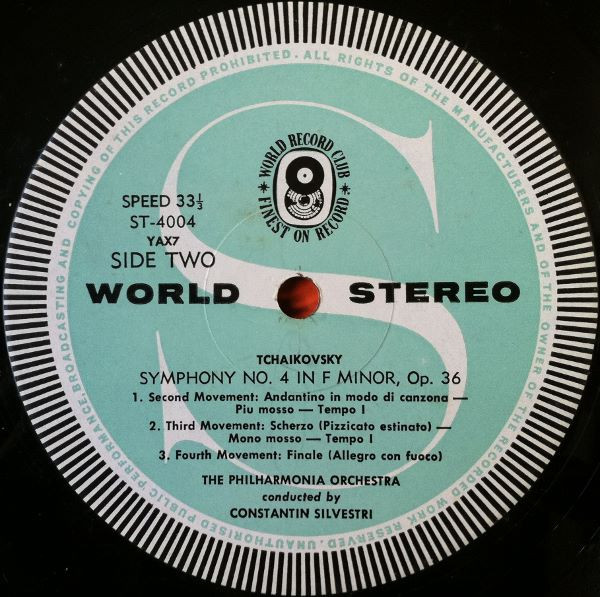 ALL RIGHTS OF THE MANUFACTURERS AND OF THE OWNER OF THE RECORDED WORK RESERVED. UNAUTHORISED PUBLIC PERFORMANCE BROADCASTING AND COPYING OF THIS RECORD PROHIBITED.
WORLD RECORD CLUB
FINEST ON RECORD
SPEED 33⅓
ST-4004
YAX7
SIDE TWO
WORLD STEREO
TCHAIKOVSKY
SYMPHONY NO. 4 IN F MINOR, Op. 36
1. Second Movement: Andantino in modo di canzona —
Piu mosso — Tempo I
2. Third Movement: Scherzo (Pizzicato estinato) —
Mono mosso — Tempo I
3. Fourth Movement: Finale (Allegro con fuoco)
THE PHILHARMONIA ORCHESTRA
conducted by
CONSTANTIN SILVESTRI